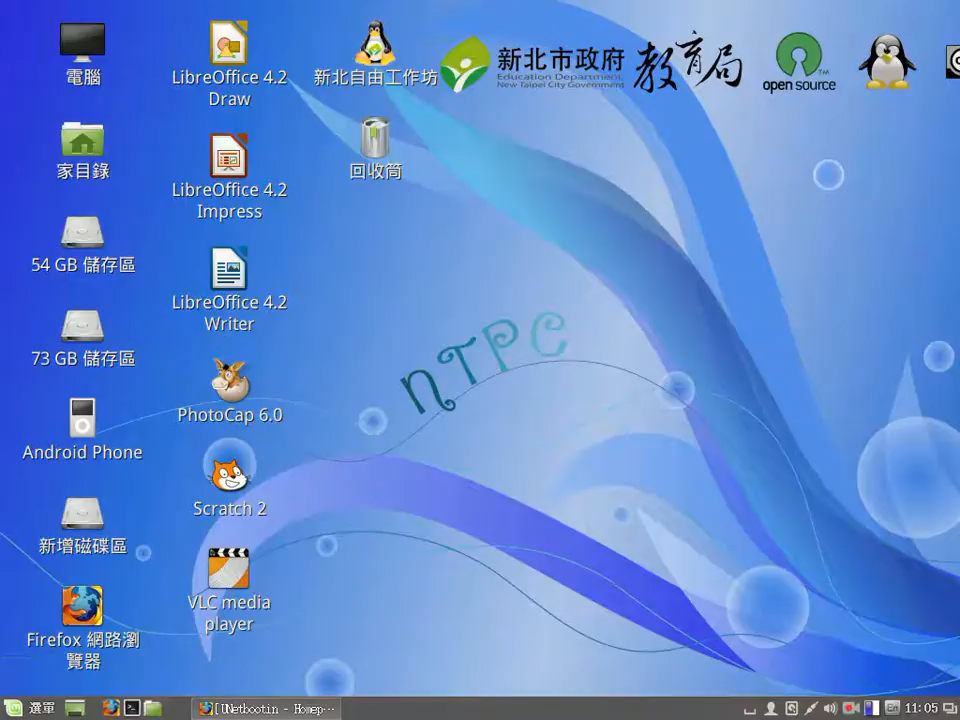 電腦
家目錄
54 GB 儲存區
73 GB 儲存區
Android Phone
新增磁碟區
Firefox 網路瀏
覽器
LibreOffice 4.2
Draw
LibreOffice 4.2
Impress
LibreOffice 4.2
Writer
PhotoCap 6.0
Scratch 2
VLC media
player
新北自由工作坊
回收筒
新北市政府
Education Department,
New Taipei City Government
教育局
open source
TM
NTPC
選單
[UNetbootin - Homep…
En
11:05